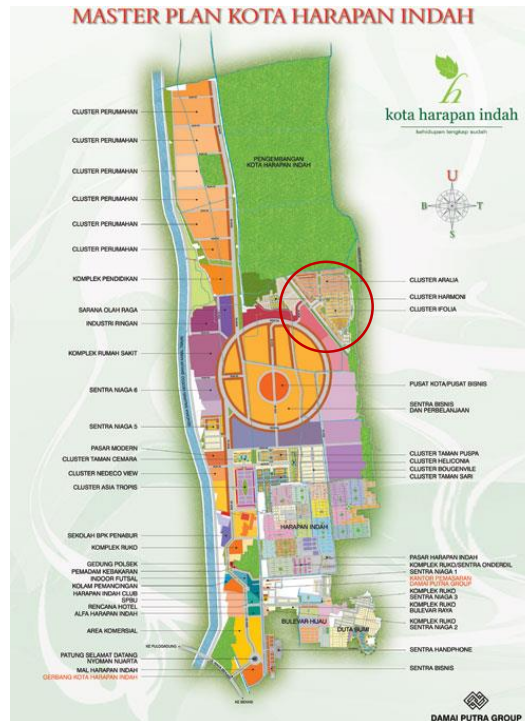 MASTER PLAN KOTA HARAPAN INDAH
kota harapan indah
kehidupan lengkap sudah
U
B
T
S
CLUSTER PERUMAHAN
CLUSTER PERUMAHAN
CLUSTER PERUMAHAN
CLUSTER PERUMAHAN
CLUSTER PERUMAHAN
CLUSTER PERUMAHAN
KOMPLEK PENDIDIKAN
SARANA OLAH RAGA
INDUSTRI RINGAN
KOMPLEK RUMAH SAKIT
SENTRA NIAGA 6
SENTRA NIAGA 5
PASAR MODERN
CLUSTER TAMAN CEMARA
CLUSTER NEDECO VIEW
CLUSTER ASIA TROPIS
SEKOLAH BPK PENABUR
KOMPLEK RUKO
GEDUNG POLSEK
PEMADAM KEBAKARAN
INDOOR FUTSAL
KOLAM PEMANCINGAN
HARAPAN INDAH CLUB
SPBU
RENCANA HOTEL
ALFA HARAPAN INDAH
AREA KOMERSIAL
KE PULOGADUNG
PATUNG SELAMAT DATANG
NYOMAN NUARTA
MAL HARAPAN INDAH
GERBANG KOTA HARAPAN INDAH
KE BEKASI
PENGEMBANGAN
KOTA HARAPAN INDAH
HARAPAN INDAH
BULEVAR HIJAU
DUTA BUMI
CLUSTER ARALIA
CLUSTER HARMONI
CLUSTER IFOLIA
PUSAT KOTA/PUSAT BISNIS
SENTRA BISNIS
DAN PERBELANJAAN
CLUSTER TAMAN PUSPA
CLUSTER HELICONIA
CLUSTER BOUGENVILE
CLUSTER TAMAN SARI
PASAR HARAPAN INDAH
KOMPLEK RUKO/SENTRA ONDERDIL
SENTRA NIAGA 1
KANTOR PEMASARAN
DAMAI PUTRA GROUP
KOMPLEK RUKO
SENTRA NIAGA 3
KOMPLEK RUKO
BULEVAR RAYA
KOMPLEK RUKO
SENTRA NIAGA 2
SENTRA HANDPHONE
SENTRA BISNIS
DAMAI PUTRA GROUP